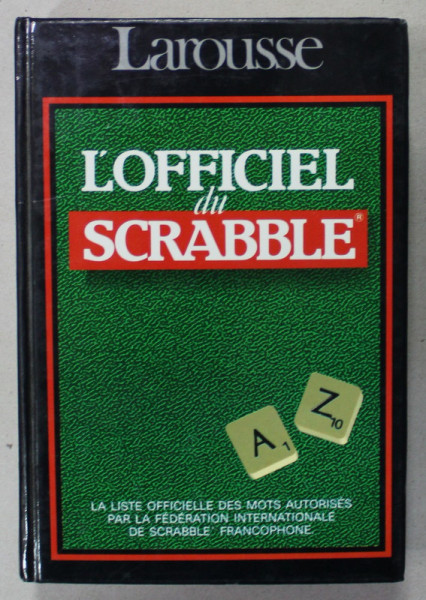 Larousse
L'OFFICIEL
du
SCRABBLE®
Z10
A1
LA LISTE OFFICIELLE DES MOTS AUTORISÉS
PAR LA FÉDÉRATION INTERNATIONALE
DE SCRABBLE® FRANCOPHONE.